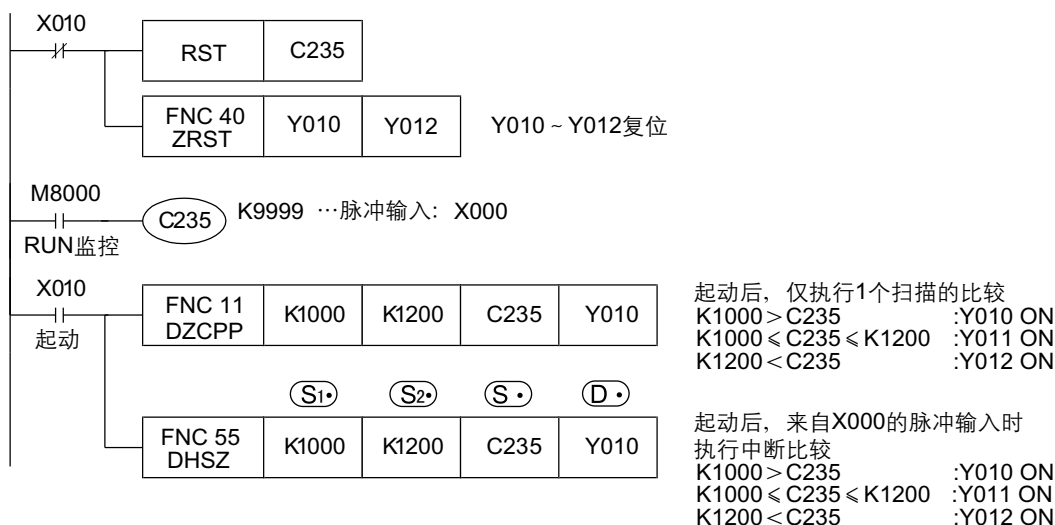 X010
RST C235
FNC 40 ZRST Y010 Y012 Y010~Y012复位
M8000
C235 K9999 …脉冲输入: X000
RUN监控
X010
起动
FNC 11 DZCPP K1000 K1200 C235 Y010
起动后, 仅执行1个扫描的比较
K1000>C235 :Y010 ON
K1000≤C235≤K1200 :Y011 ON
K1200<C235 :Y012 ON
S1• S2• S• D•
FNC 55 DHSZ K1000 K1200 C235 Y010
起动后, 来自X000的脉冲输入时
执行中断比较
K1000>C235 :Y010 ON
K1000≤C235≤K1200 :Y011 ON
K1200<C235 :Y012 ON